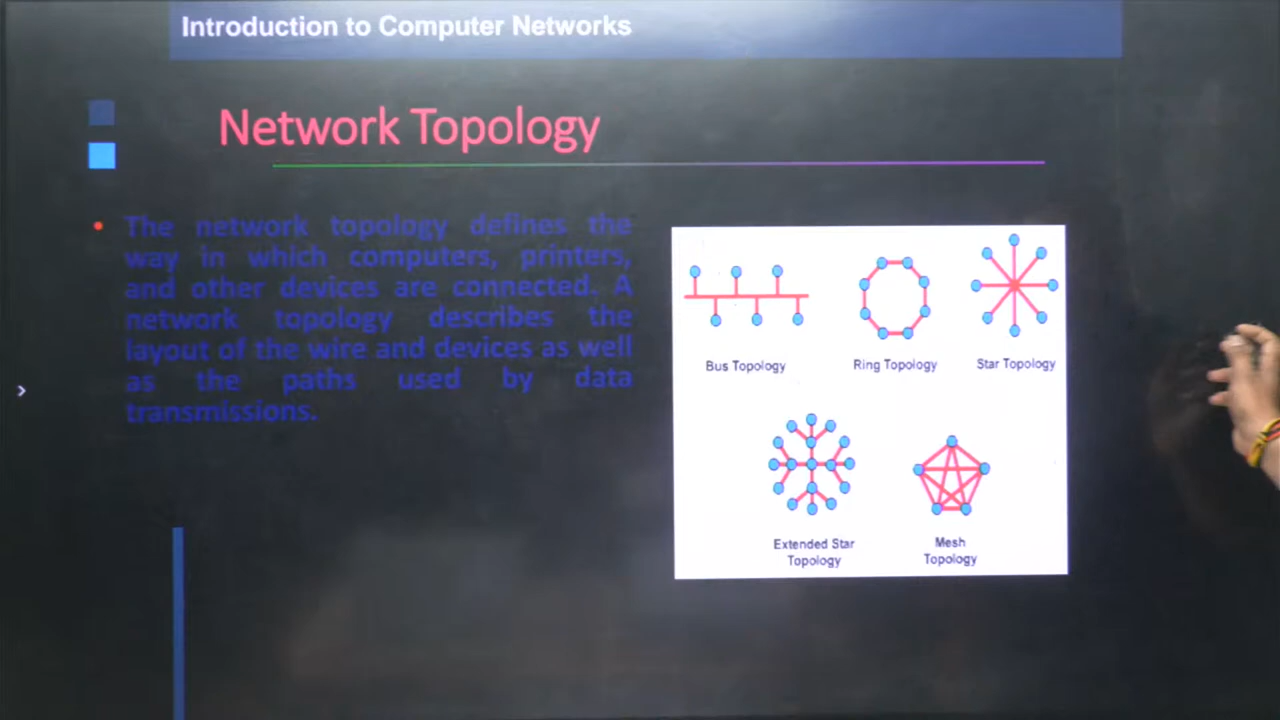 Introduction to Computer Networks
Network Topology
• The network topology defines the
way in which computers, printers,
and other devices are connected. A
network topology describes the
layout of the wire and devices as well
as the paths used by data
transmissions.
Bus Topology
Ring Topology
Star Topology
Extended Star
Topology
Mesh
Topology